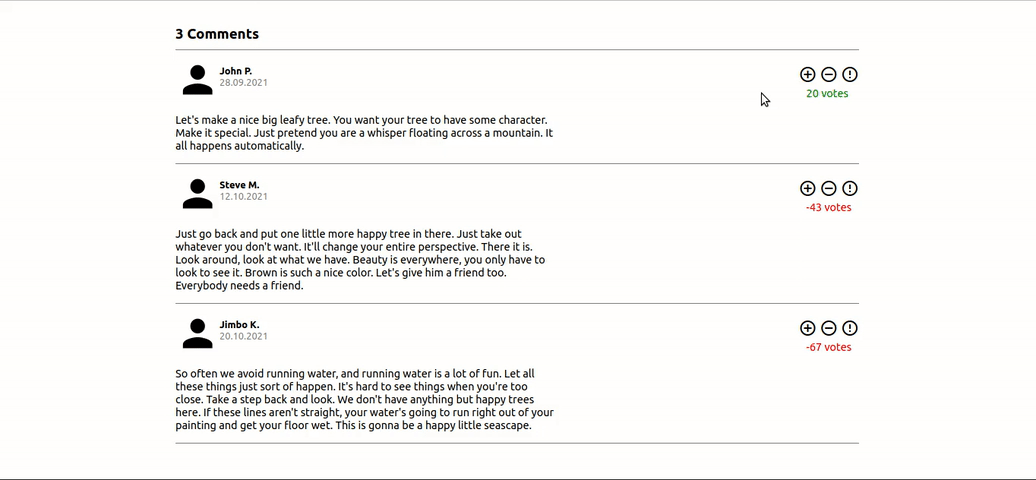 3 Comments
John P.
28.09.2021
20 votes
Let's make a nice big leafy tree. You want your tree to have some character.
Make it special. Just pretend you are a whisper floating across a mountain. It
all happens automatically.
Steve M.
12.10.2021
-43 votes
Just go back and put one little more happy tree in there. Just take out
whatever you don't want. It'll change your entire perspective. There it is.
Look around, look at what we have. Beauty is everywhere, you only have to
look to see it. Brown is such a nice color. Let's give him a friend too.
Everybody needs a friend.
Jimbo K.
20.10.2021
-67 votes
So often we avoid running water, and running water is a lot of fun. Let all
these things just sort of happen. It's hard to see things when you're too
close. Take a step back and look. We don't have anything but happy trees
here. If these lines aren't straight, your water's going to run right out of your
painting and get your floor wet. This is gonna be a happy little seascape.